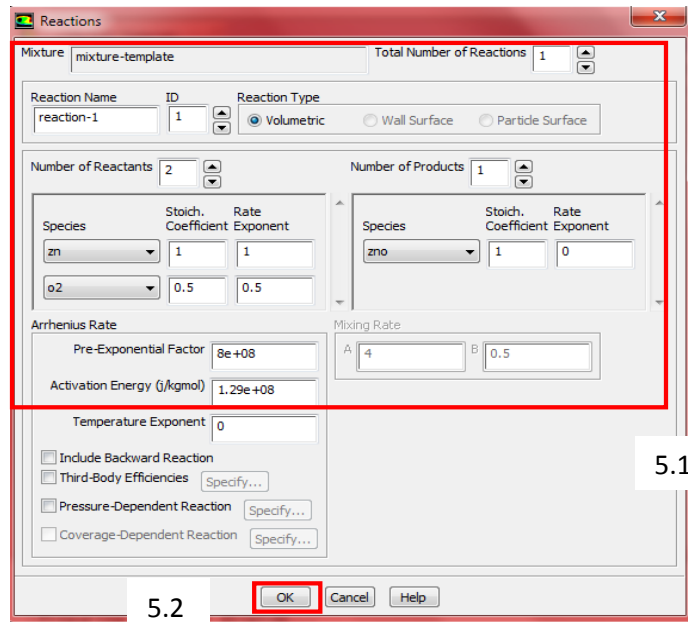 Reactions
Mixture mixture-template Total Number of Reactions 1
Reaction Name ID Reaction Type
reaction-1 1 Volumetric Wall Surface Particle Surface
Number of Reactants 2 Number of Products 1
Stoich. Rate Stoich. Rate
Species Coefficient Exponent Species Coefficient Exponent
zn 1 1 zno 1 0
o2 0.5 0.5
Arrhenius Rate Mixing Rate
Pre-Exponential Factor 8e+08 A 4 B 0.5
Activation Energy (j/kgmol) 1.29e+08
Temperature Exponent 0
Include Backward Reaction
5.1
Third-Body Efficiencies Specify...
Pressure-Dependent Reaction Specify...
Coverage-Dependent Reaction Specify...
5.2 OK Cancel Help